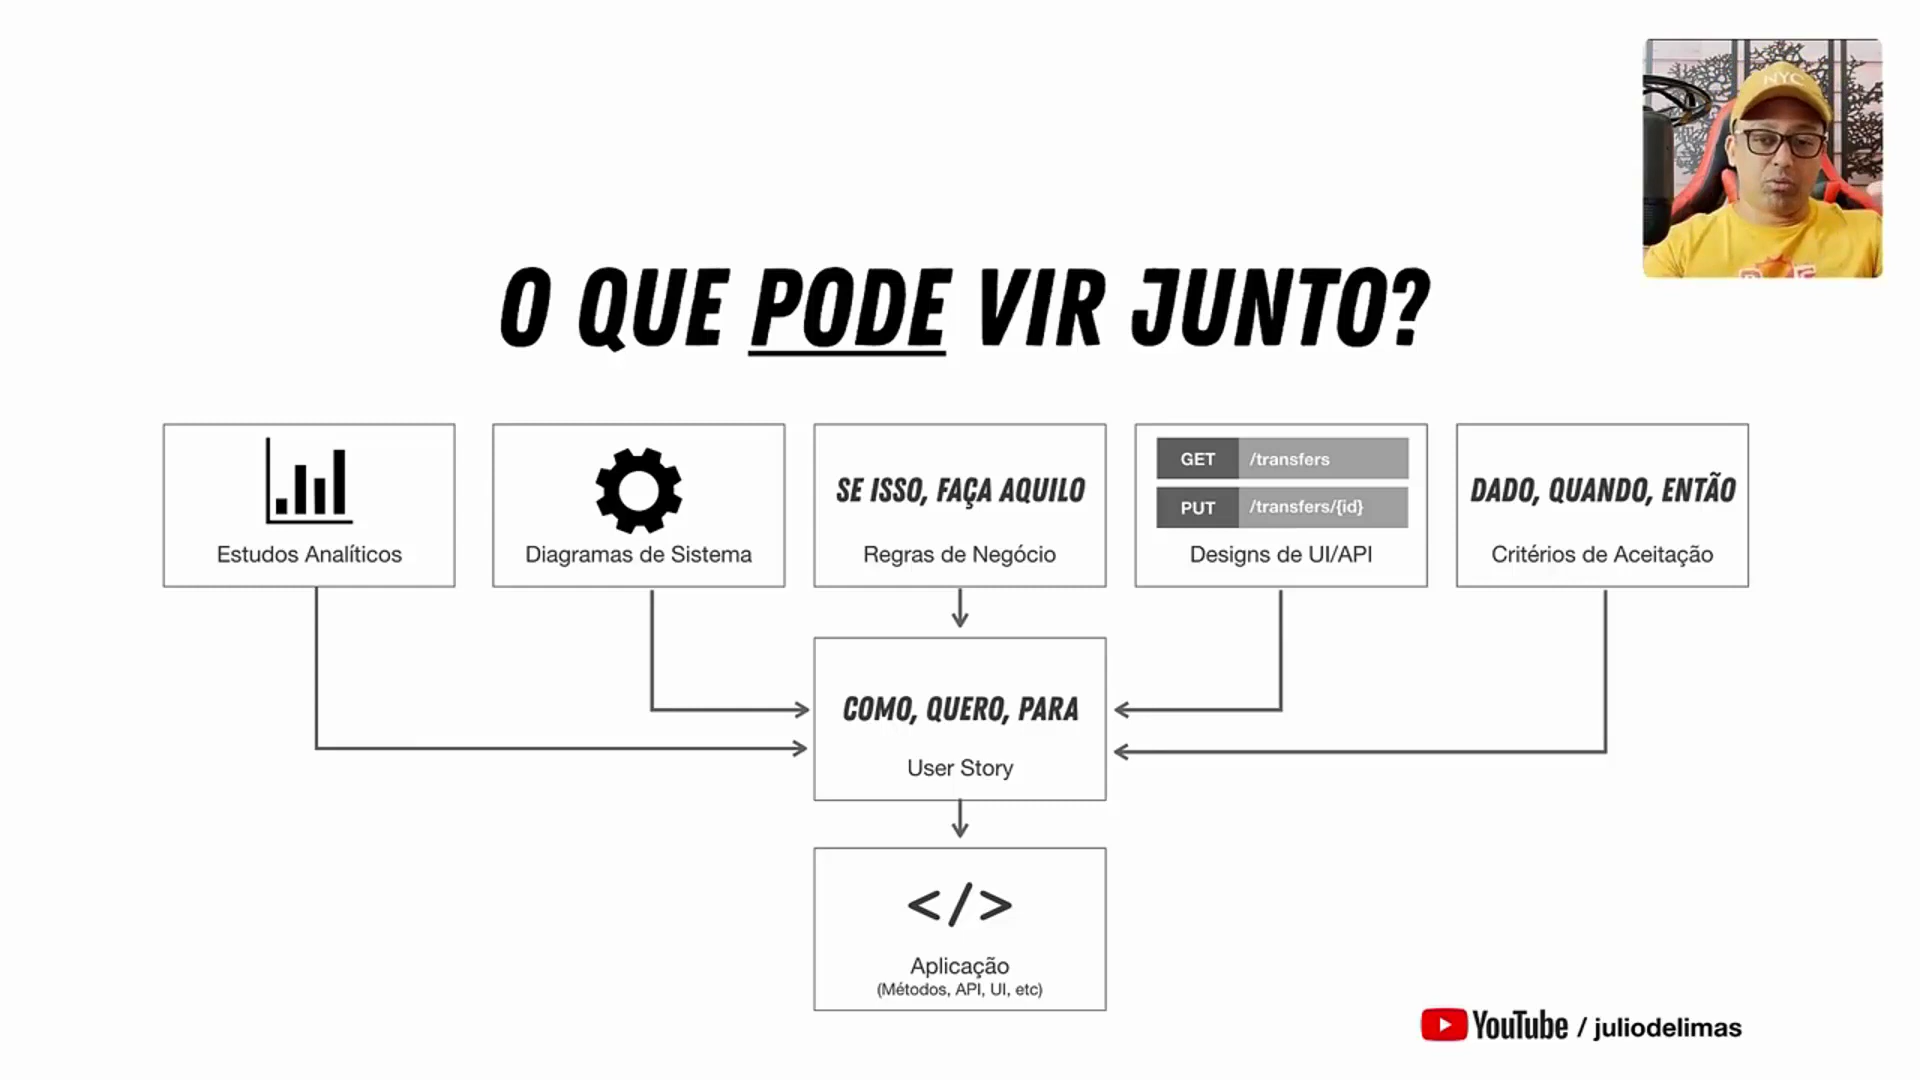 NYC
O QUE PODE VIR JUNTO?
Estudos Analíticos
Diagramas de Sistema
SE ISSO, FAÇA AQUILO
Regras de Negócio
GET /transfers
PUT /transfers/{id}
Designs de UI/API
DADO, QUANDO, ENTÃO
Critérios de Aceitação
COMO, QUERO, PARA
User Story
</>
Aplicação
(Métodos, API, UI, etc)
YouTube / juliodelimas